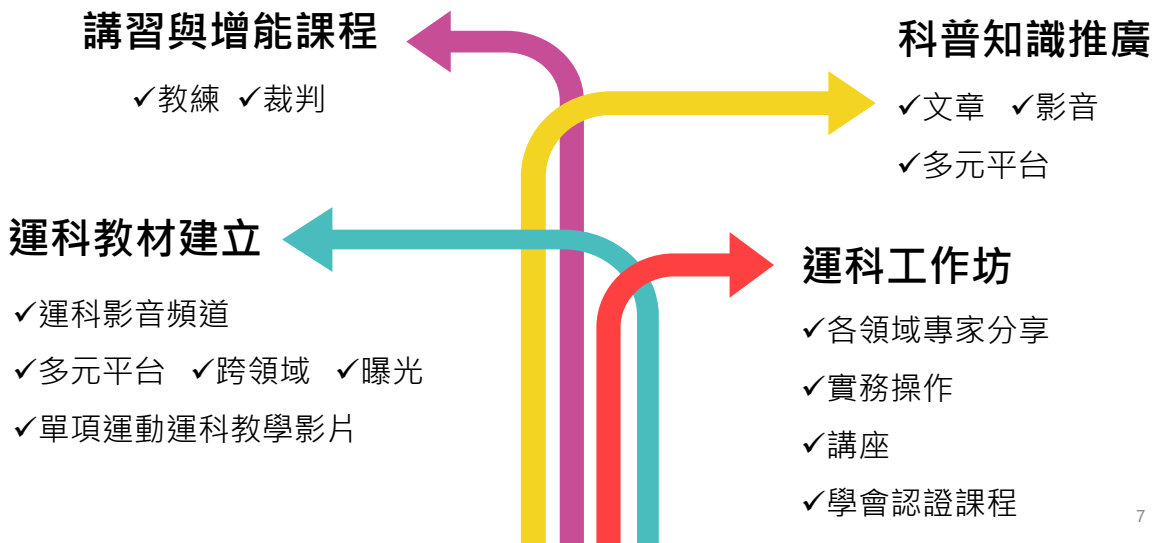 講習與增能課程
✓教練 ✓裁判
科普知識推廣
✓文章 ✓影音
✓多元平台
運科教材建立
✓運科影音頻道
✓多元平台 ✓跨領域 ✓曝光
✓單項運動運科教學影片
運科工作坊
✓各領域專家分享
✓實務操作
✓講座
✓學會認證課程
7